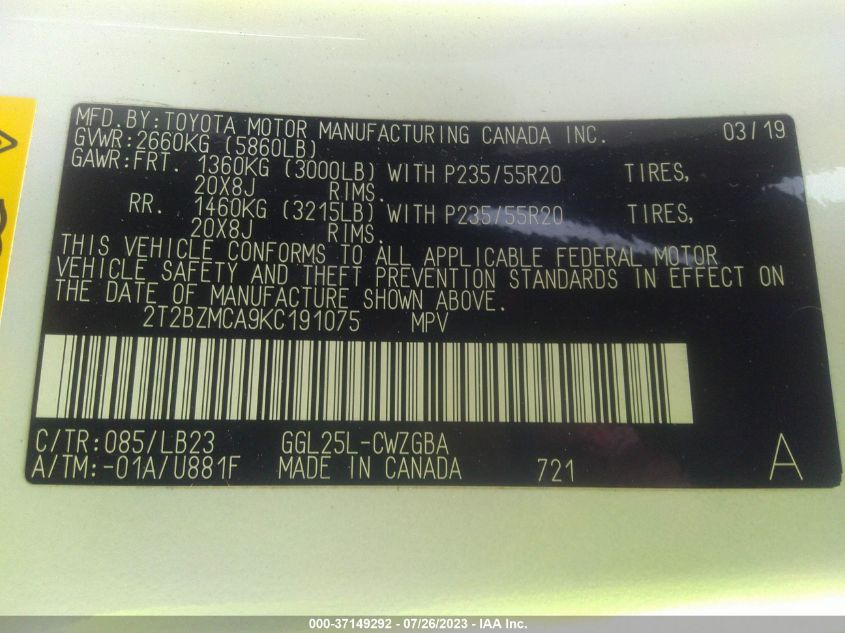 MFD. BY: TOYOTA MOTOR MANUFACTURING CANADA INC. 03/19
GVWR: 2660KG (5860LB)
GAWR: FRT. 1360KG (3000LB) WITH P235/55R20 TIRES,
20X8J RIMS.
RR. 1460KG (3215LB) WITH P235/55R20 TIRES,
20X8J RIMS.
THIS VEHICLE CONFORMS TO ALL APPLICABLE FEDERAL MOTOR
VEHICLE SAFETY AND THEFT PREVENTION STANDARDS IN EFFECT ON
THE DATE OF MANUFACTURE SHOWN ABOVE.
2T2BZMCA9KC191075 MPV
C/TR: 085/LB23 GGL25L-CWZGBA
A/TM: -01A/U881F MADE IN CANADA 721 A
000-37149292 - 07/26/2023 - IAA Inc.